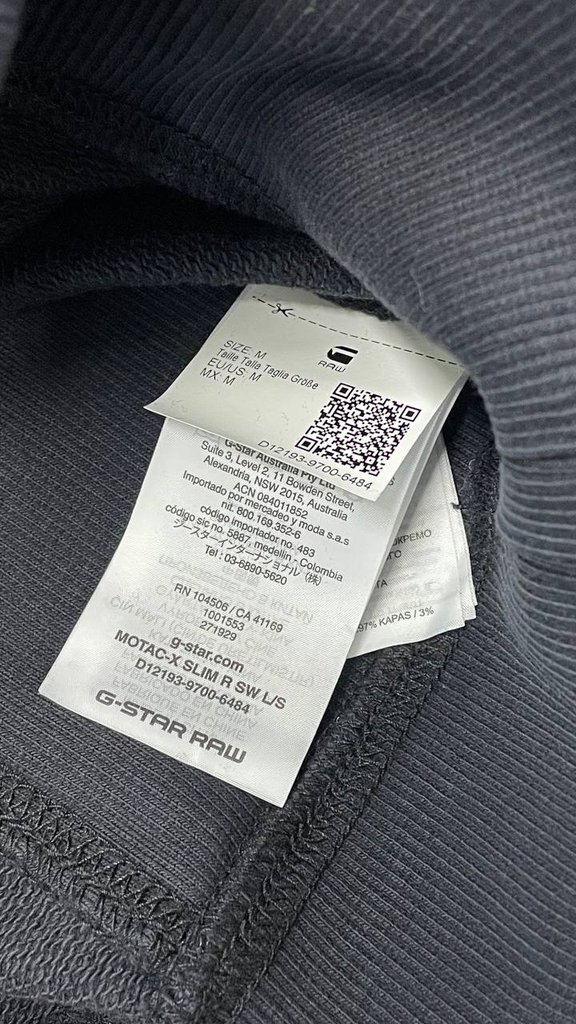 SIZE: M
Taille Talla Taglia Größe
EU/US: M
MX: M
RAW
D12193-9700-6484
G-Star Australia Pty Ltd
Suite 3, Level 2, 11 Bowden Street,
Alexandria, NSW 2015, Australia
ACN 084011852
Importado por mercadeo y moda s.a.s
nit. 800.169.352-6
código importador no. 483
código sic no. 5887, medellin - Colombia
ジースターインターナショナル（株）
Tel : 03-6890-5620
RN 104506 / CA 41169
1001553
271929
g-star.com
MOTAC-X SLIM R SW L/S
D12193-9700-6484
G-STAR RAW
97% KAPAS / 3%